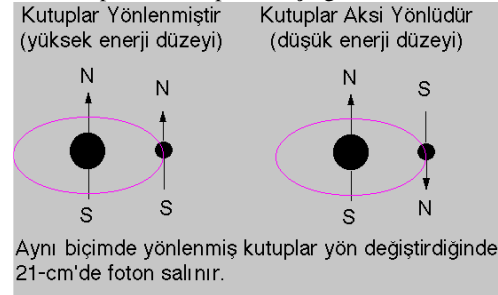 Kutuplar Yönlenmiştir
(yüksek enerji düzeyi)
Kutuplar Aksi Yönlüdür
(düşük enerji düzeyi)
N N N S
S S S N
Aynı biçimde yönlenmiş kutuplar yön değiştirdiğinde
21-cm'de foton salınır.